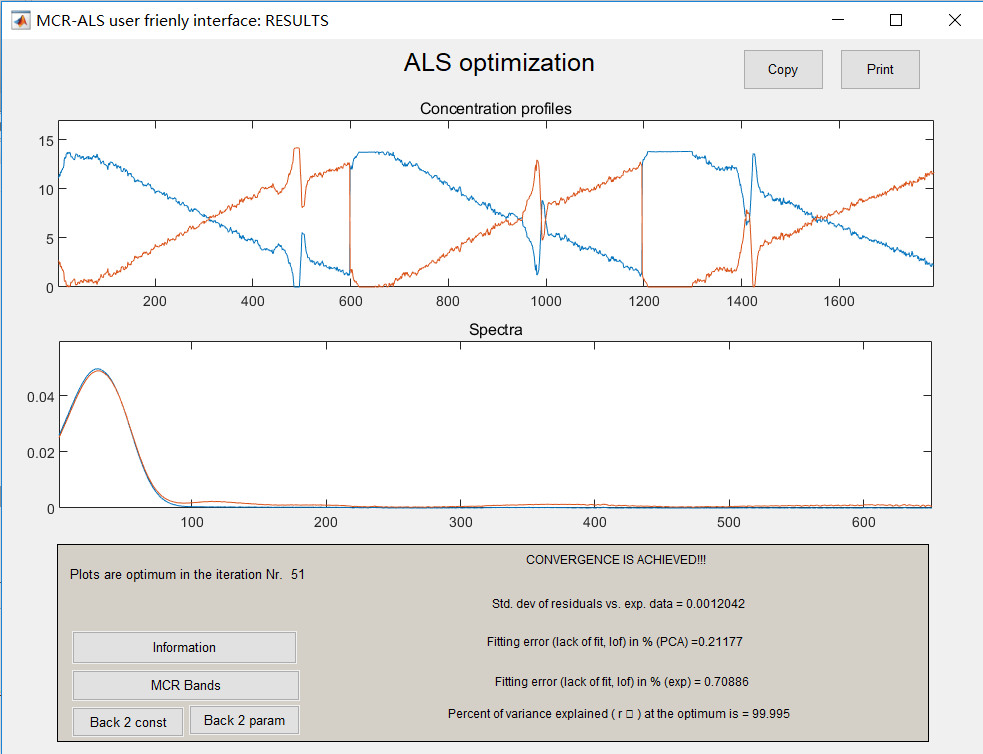 MCR-ALS user frienly interface: RESULTS
ALS optimization
Copy
Print
Concentration profiles
15
10
5
0
200 400 600 800 1000 1200 1400 1600
Spectra
0.04
0.02
0
100 200 300 400 500 600
CONVERGENCE IS ACHIEVED!!!
Plots are optimum in the iteration Nr. 51
Std. dev of residuals vs. exp. data = 0.0012042
Fitting error (lack of fit, lof) in % (PCA) =0.21177
Fitting error (lack of fit, lof) in % (exp) = 0.70886
Percent of variance explained ( r □ ) at the optimum is = 99.995
Information
MCR Bands
Back 2 const
Back 2 param